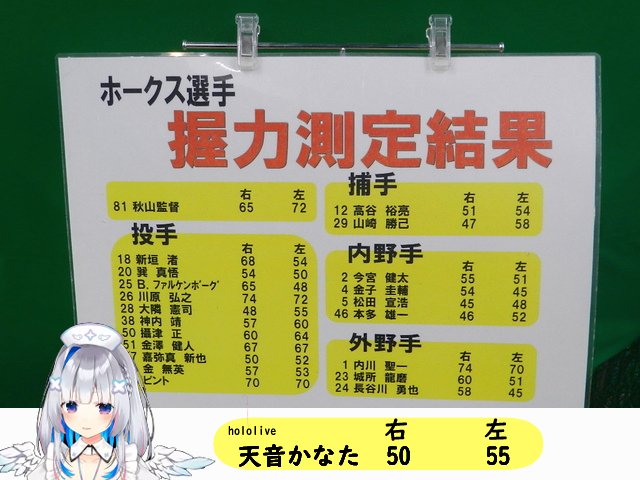 ホークス選手
握力測定結果
右 左
81 秋山監督 65 72
投手
右 左
18 新垣 渚 68 54
20 巽 真悟 54 50
25 B. ファルケンボーグ 65 48
26 川原 弘之 74 72
28 大隣 憲司 48 55
38 神内 靖 57 60
50 攝津 正 60 64
51 金澤 健人 67 67
7 嘉弥真 新也 50 52
金 無英 57 53
ピント 70 70
捕手
右 左
12 高谷 裕亮 51 54
29 山崎 勝己 47 58
内野手
右 左
2 今宮 健太 55 51
4 金子 圭輔 54 45
5 松田 宣浩 45 48
46 本多 雄一 46 52
外野手
右 左
1 内川 聖一 74 70
23 城所 龍磨 60 51
24 長谷川 勇也 58 45
hololive 右 左
天音かなた 50 55